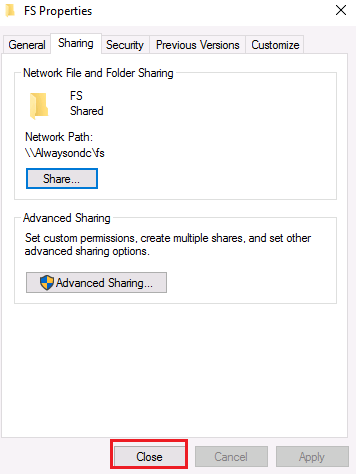 FS Properties
General Sharing Security Previous Versions Customize
Network File and Folder Sharing
FS
Shared
Network Path:
\\Alwaysondc\fs
Share...
Advanced Sharing
Set custom permissions, create multiple shares, and set other
advanced sharing options.
Advanced Sharing...
Close Cancel Apply